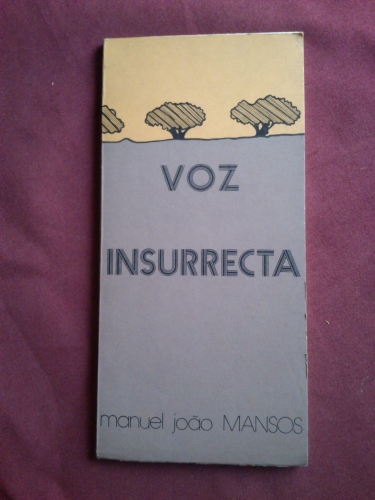 VOZ
INSURRECTA
manuel joão MANSOS